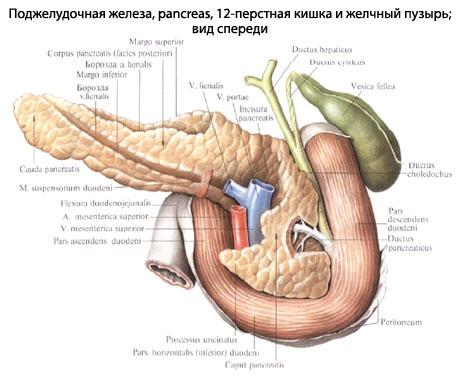 Поджелудочная железа, pancreas, 12-перстная кишка и желчный пузырь;
вид спереди
Margo superior
Corpus pancreatis (facies posterior)
Борозда a. lienalis
Margo inferior
Борозда
v.lienalis
V. lienalis
V. portae
Incisura
pancreatis
Ductus hepaticus
Ductus cysticus
Vesica fellea
Cauda pancreatis
M. suspensorium duodeni
Flexura duodenojejunalis
A. mesenterica superior
V. mesenterica superior
Pars ascendens duodeni
Ductus
choledochus
Pars
descendens
duodeni
Ductus
pancreaticus
Peritoneum
Processus uncinatus
Pars horizontalis (inferior) duodeni
Caput pancreatis